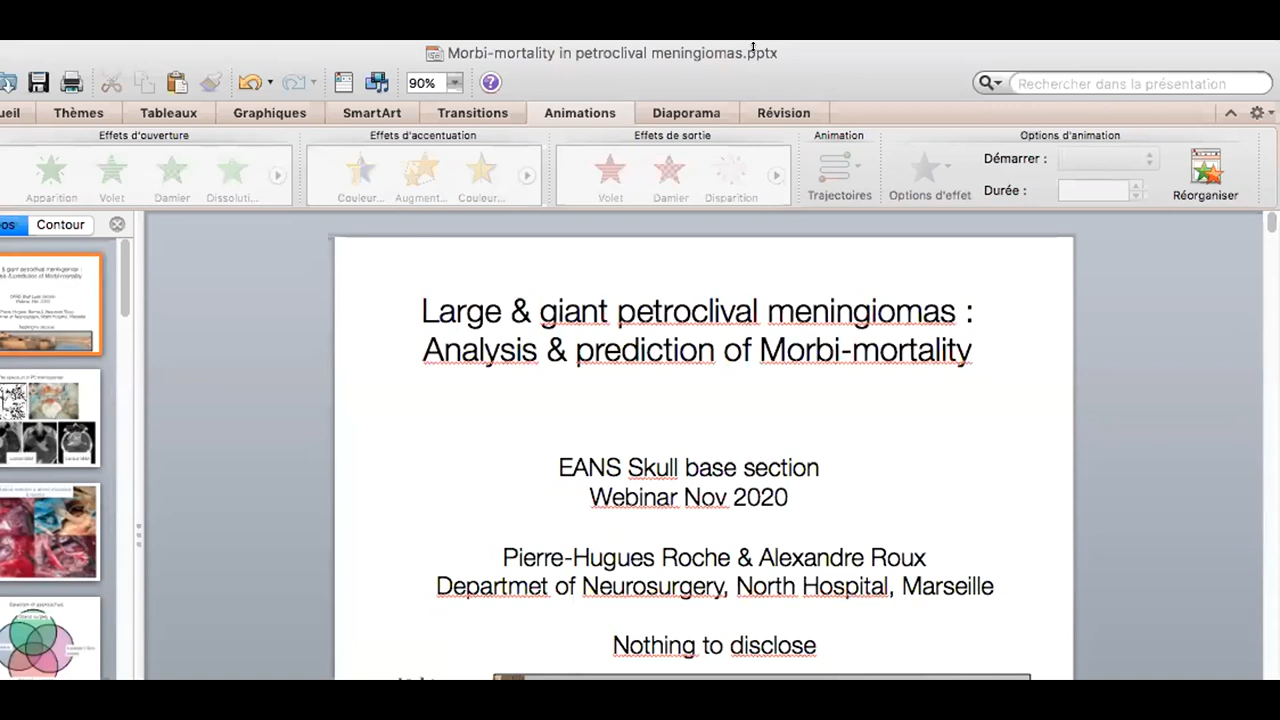 Morbi-mortality in petroclival meningiomas.pptx
90%
Rechercher dans la présentation
ueil Thèmes Tableaux Graphiques SmartArt Transitions Animations Diaporama Révision
Effets d'ouverture Effets d'accentuation Effets de sortie Animation Options d'animation
Démarrer :
Durée :
Apparition Volet Damier Dissoluti... Couleur... Augment... Couleur... Volet Damier Disparition Trajectoires Options d'effet Réorganiser
os Contour
Large & giant petroclival meningiomas :
Analysis & prediction of Morbi-mortality
EANS Skull base section
Webinar Nov 2020
Pierre-Hugues Roche & Alexandre Roux
Departmet of Neurosurgery, North Hospital, Marseille
Nothing to disclose